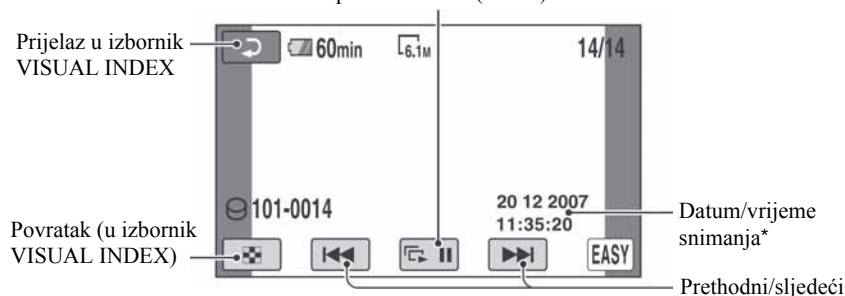 Prijelaz u izbornik
VISUAL INDEX
60min
6.1M
14/14
101-0014
20 12 2007
11:35:20
Datum/vrijeme
snimanja*
Povratak (u izbornik
VISUAL INDEX)
EASY
Prethodni/sljedeći